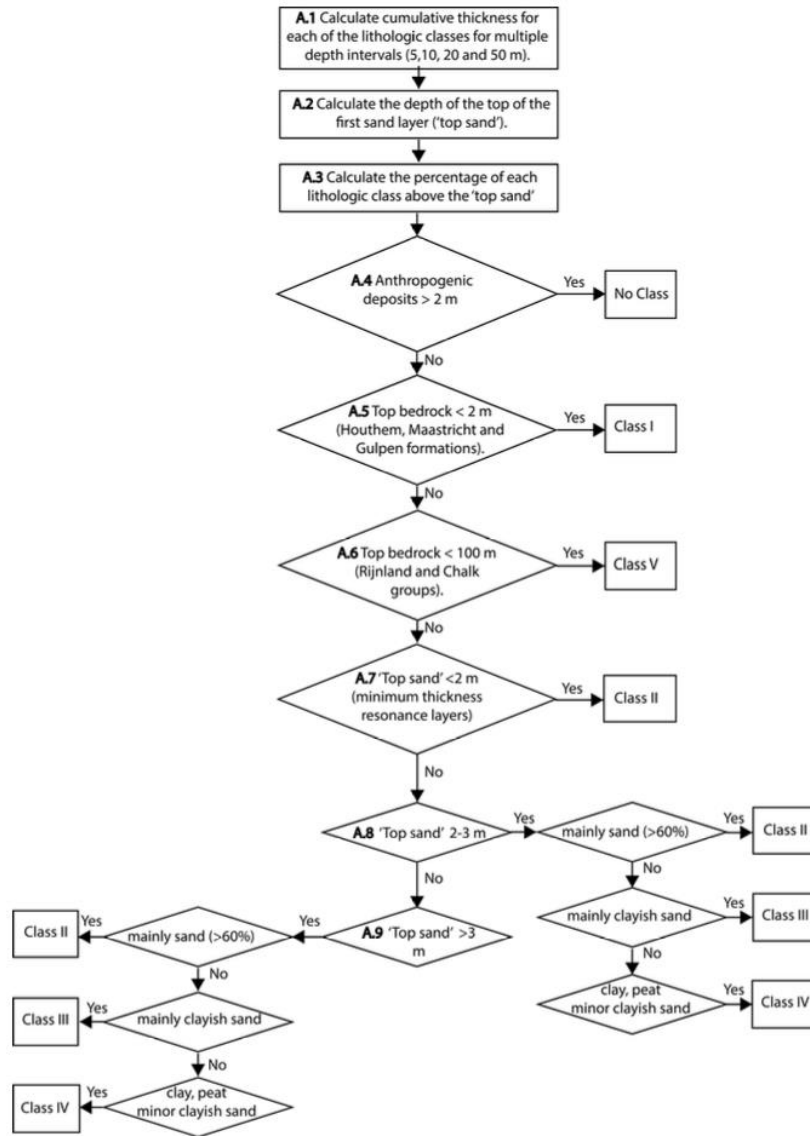 A.1 Calculate cumulative thickness for
each of the lithologic classes for multiple
depth intervals (5,10, 20 and 50 m).
A.2 Calculate the depth of the top of the
first sand layer ('top sand').
A.3 Calculate the percentage of each
lithologic class above the 'top sand'
A.4 Anthropogenic
deposits > 2 m
Yes
No Class
No
A.5 Top bedrock < 2 m
(Houthem, Maastricht and
Gulpen formations).
Yes
Class I
No
A.6 Top bedrock < 100 m
(Rijnland and Chalk
groups).
Yes
Class V
No
A.7 'Top sand' <2 m
(minimum thickness
resonance layers)
Yes
Class II
No
A.8 'Top sand' 2-3 m
Yes
mainly sand (>60%)
Yes
Class II
No
No
mainly clayish sand
Yes
Class III
No
clay, peat
minor clayish sand
Yes
Class IV
A.9 'Top sand' >3
m
Yes
mainly sand (>60%)
Yes
Class II
No
mainly clayish sand
Yes
Class III
No
clay, peat
minor clayish sand
Yes
Class IV